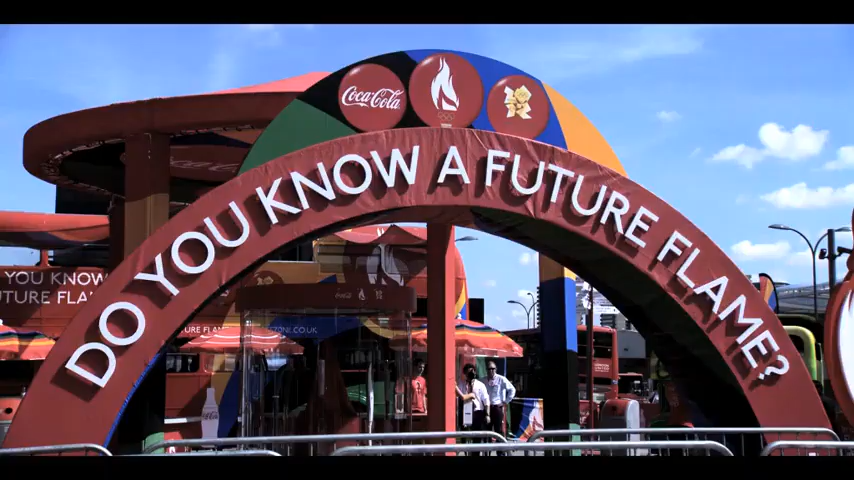 Coca-Cola
DO YOU KNOW A FUTURE FLAME?
YOU KNOW
UTURE FLA